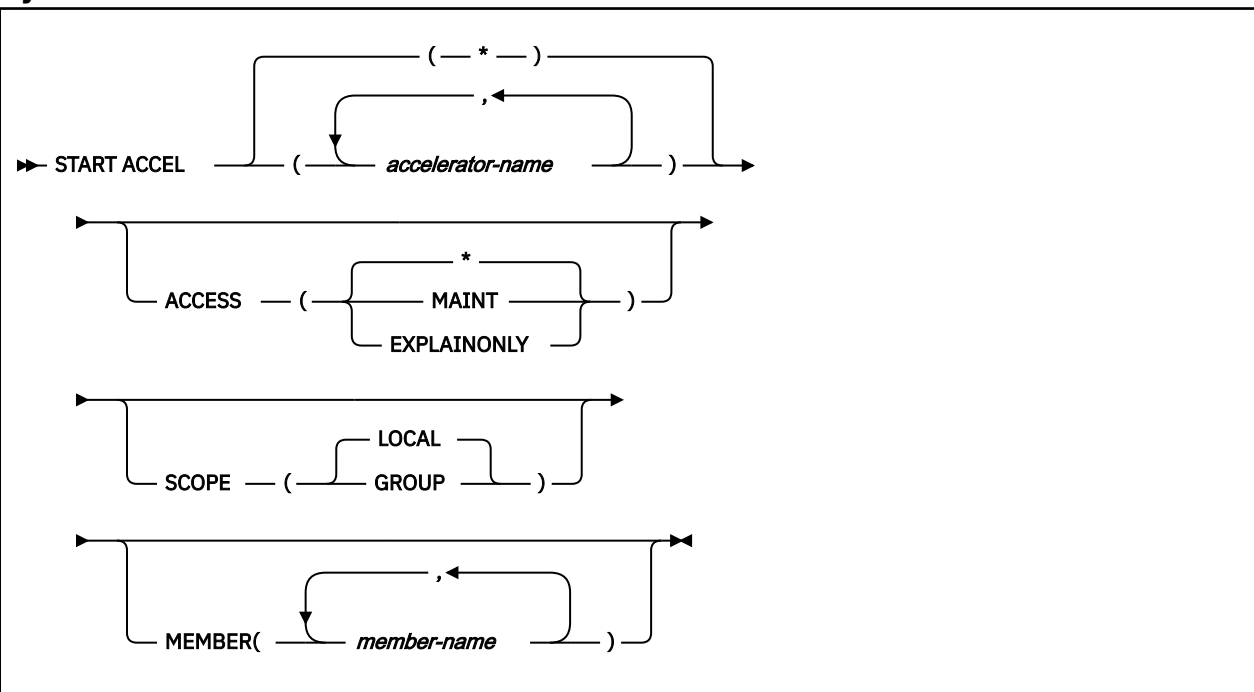 ( * )
,
START ACCEL ( accelerator-name )
*
ACCESS ( MAINT )
EXPLAINONLY
LOCAL
SCOPE ( GROUP )
,
MEMBER( member-name )